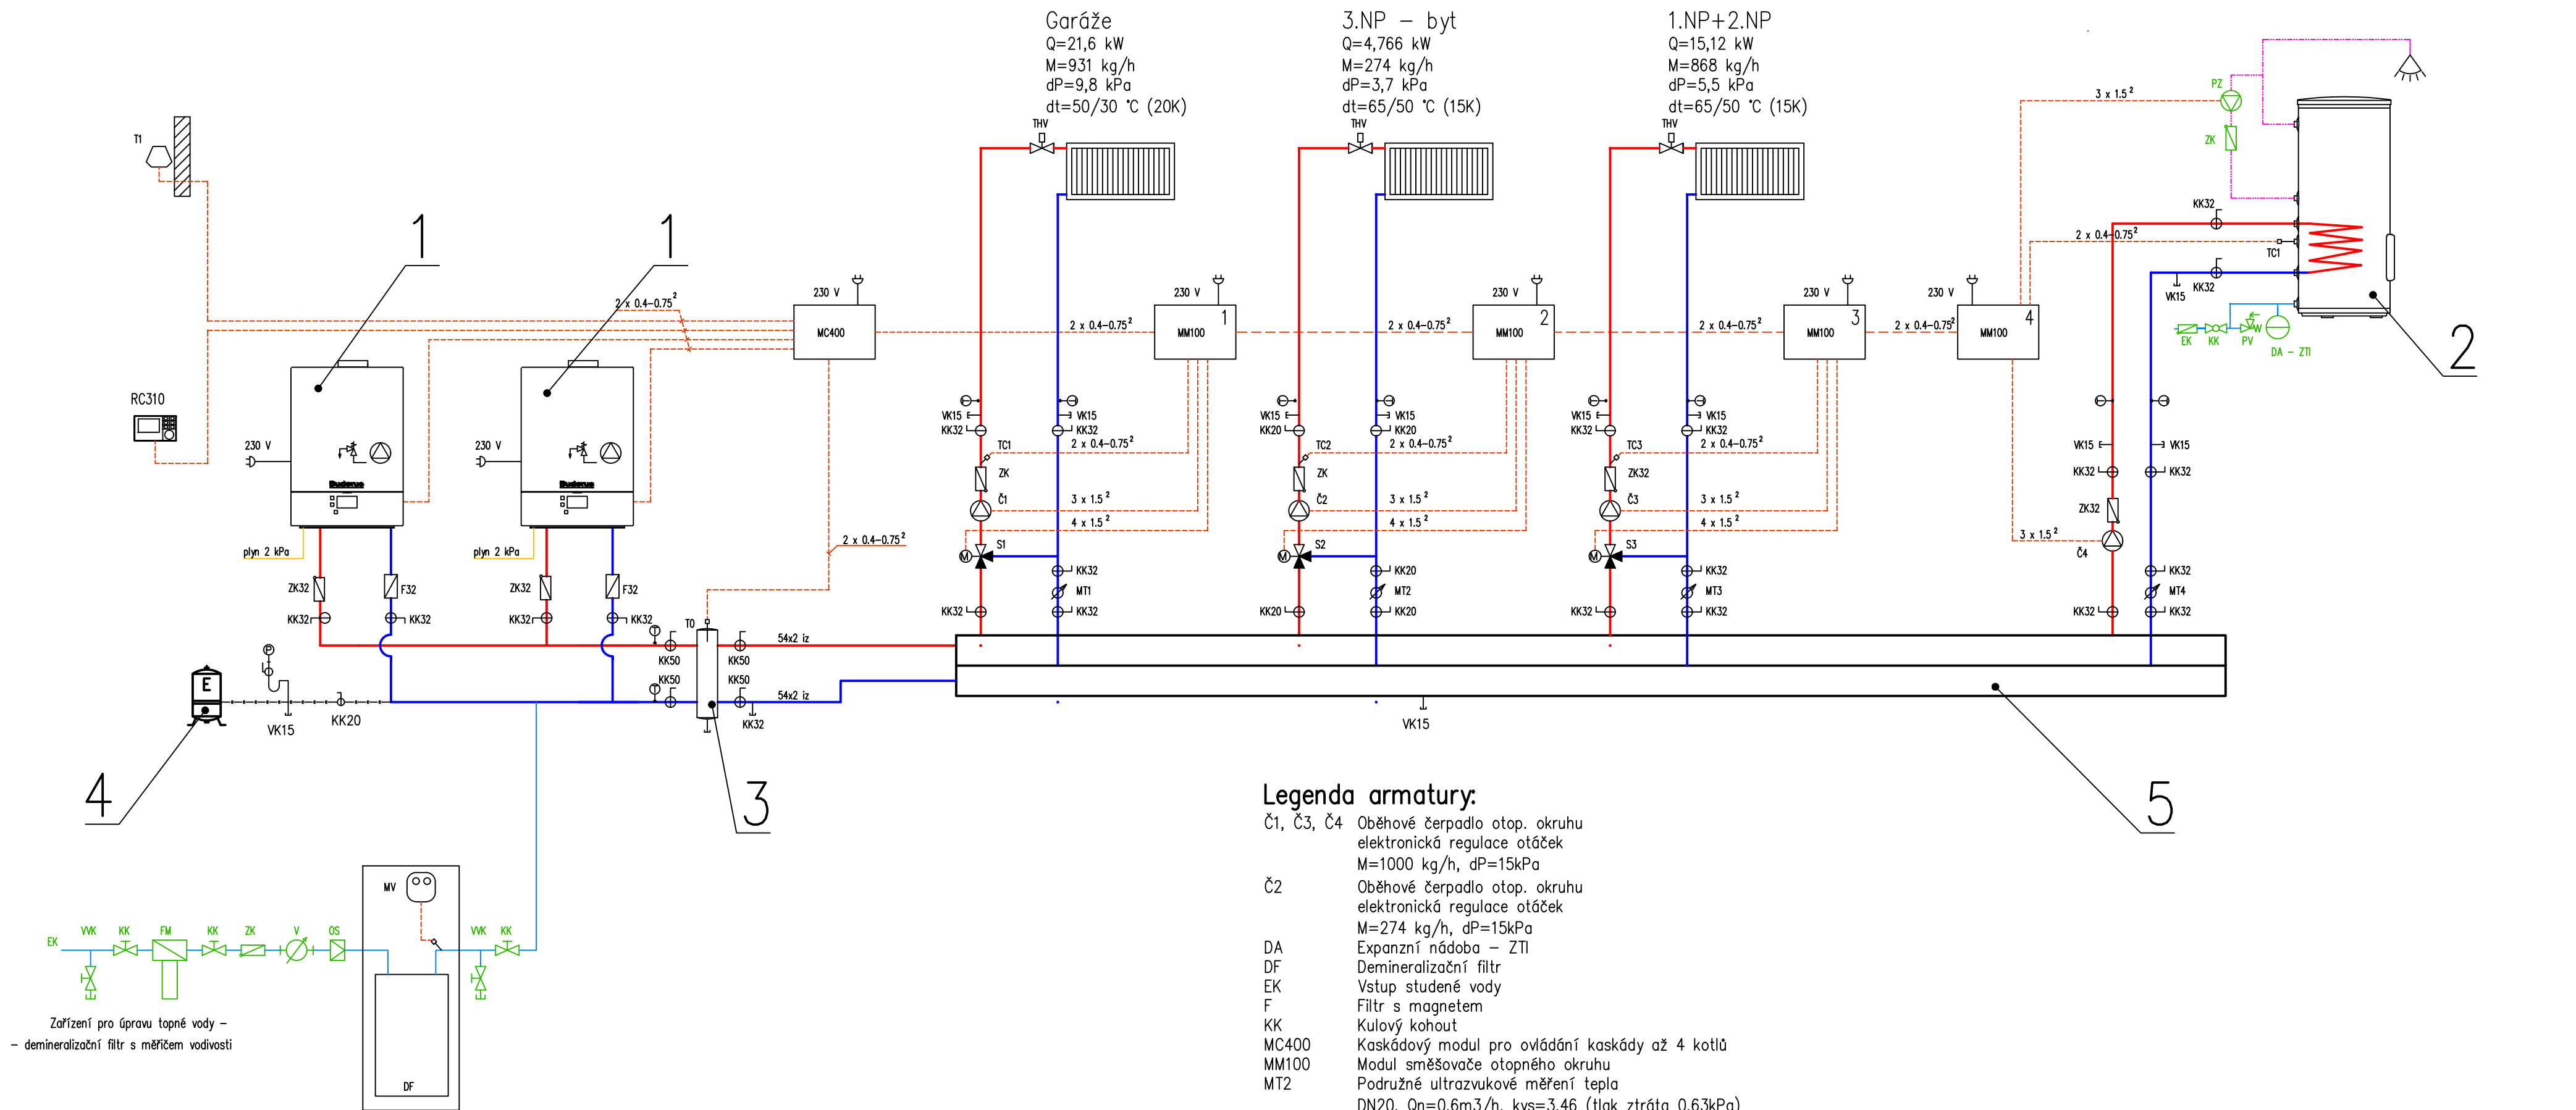 Garáže
Q=21,6 kW
M=931 kg/h
dP=9,8 kPa
dt=50/30 °C (20K)
THV
3.NP – byt
Q=4,766 kW
M=274 kg/h
dP=3,7 kPa
dt=65/50 °C (15K)
THV
1.NP+2.NP
Q=15,12 kW
M=868 kg/h
dP=5,5 kPa
dt=65/50 °C (15K)
THV
PZ
3 x 1.5²
ZK
T1
KK32
2 x 0.4–0.75²
TC1
KK32
VK15
EK KK PV
DA – ZTI
2
1
1
2 x 0.4–0.75²
230 V
MC400
2 x 0.4–0.75²
230 V
MM100
1
2 x 0.4–0.75²
230 V
MM100
2
2 x 0.4–0.75²
230 V
MM100
3
2 x 0.4–0.75²
230 V
MM100
4
RC310
230 V
Buderus
230 V
Buderus
plyn 2 kPa
plyn 2 kPa
ZK32
F32
ZK32
F32
KK32
KK32
KK32
KK32
VK15
VK15
KK32
KK32
TC1
2 x 0.4–0.75²
ZK
Č1
3 x 1.5²
4 x 1.5²
M
S1
KK32
MT1
KK32
KK32
VK15
VK15
KK20
KK20
TC2
2 x 0.4–0.75²
ZK
Č2
3 x 1.5²
4 x 1.5²
M
S2
KK20
MT2
KK20
KK20
VK15
VK15
KK32
KK32
TC3
2 x 0.4–0.75²
ZK32
Č3
3 x 1.5²
4 x 1.5²
M
S3
KK32
MT3
KK32
KK32
VK15
VK15
KK32
KK32
ZK32
3 x 1.5²
Č4
KK32
MT4
KK32
KK32
2 x 0.4–0.75²
T0
T
KK50
KK50
54x2 iz
T
KK50
KK50
54x2 iz
KK32
P
E
VK15
KK20
VK15
4
3
5
MV
EK
VVK
KK
FM
KK
ZK
V
OS
VVK
KK
DF
Zařízení pro úpravu topné vody –
– demineralizační filtr s měřičem vodivosti
Legenda armatury:
Č1, Č3, Č4 Oběhové čerpadlo otop. okruhu
elektronická regulace otáček
M=1000 kg/h, dP=15kPa
Č2 Oběhové čerpadlo otop. okruhu
elektronická regulace otáček
M=274 kg/h, dP=15kPa
DA Expanzní nádoba – ZTI
DF Demineralizační filtr
EK Vstup studené vody
F Filtr s magnetem
KK Kulový kohout
MC400 Kaskádový modul pro ovládání kaskády až 4 kotlů
MM100 Modul směšovače otopného okruhu
MT2 Podružné ultrazvukové měření tepla
DN20, Qn=0,6m3/h, kvs=3,46 (tlak ztráta 0,63kPa)